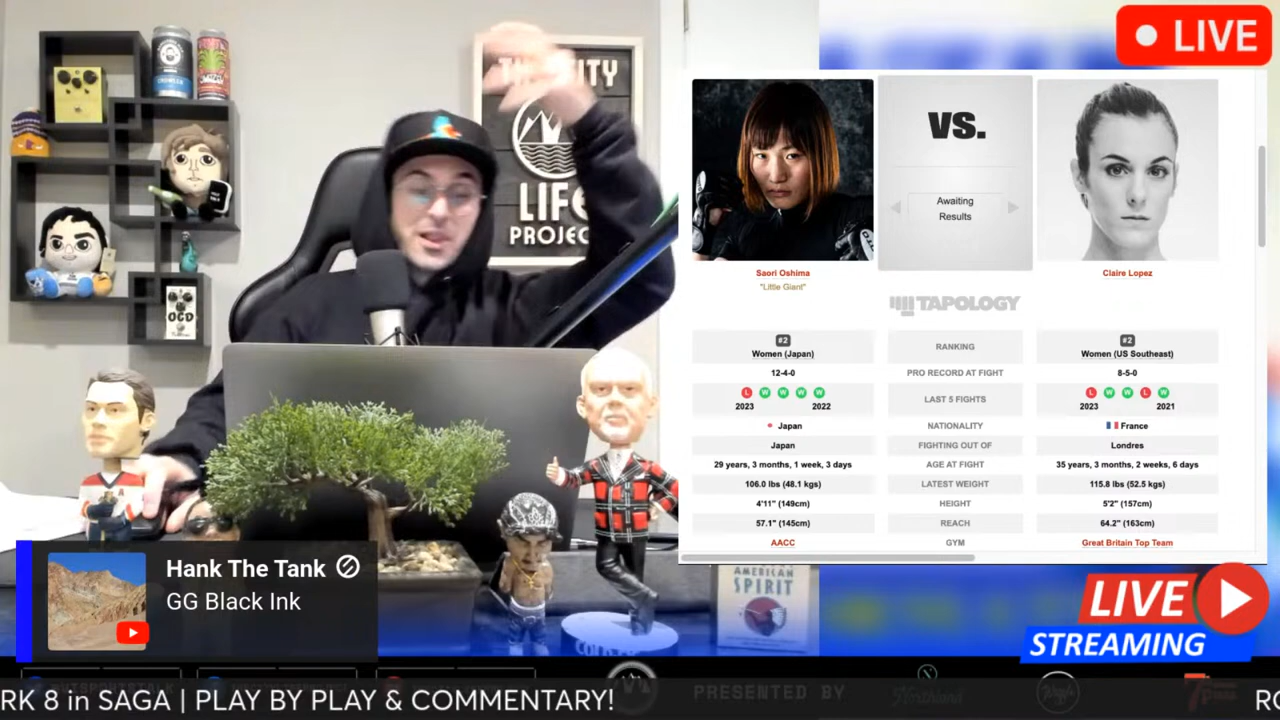 LIVE
THE CITY
LIFE
PROJECT
OCD
VS.
Awaiting
Results
Saori Oshima
"Little Giant"
Claire Lopez
TAPOLOGY
#2
Women (Japan)
RANKING
#2
Women (US Southeast)
12-4-0
PRO RECORD AT FIGHT
8-5-0
L W W W W
2023 2022
LAST 5 FIGHTS
L W W L W
2023 2021
Japan
NATIONALITY
France
Japan
FIGHTING OUT OF
Londres
29 years, 3 months, 1 week, 3 days
AGE AT FIGHT
35 years, 3 months, 2 weeks, 6 days
106.0 lbs (48.1 kgs)
LATEST WEIGHT
115.8 lbs (52.5 kgs)
4'11" (149cm)
HEIGHT
5'2" (157cm)
57.1" (145cm)
REACH
64.2" (163cm)
AACC
GYM
Great Britain Top Team
Hank The Tank
GG Black Ink
AMERICAN
SPIRIT
LIVE
STREAMING
PRESENTED BY
Northland
RK 8 in SAGA | PLAY BY PLAY & COMMENTARY!
RO